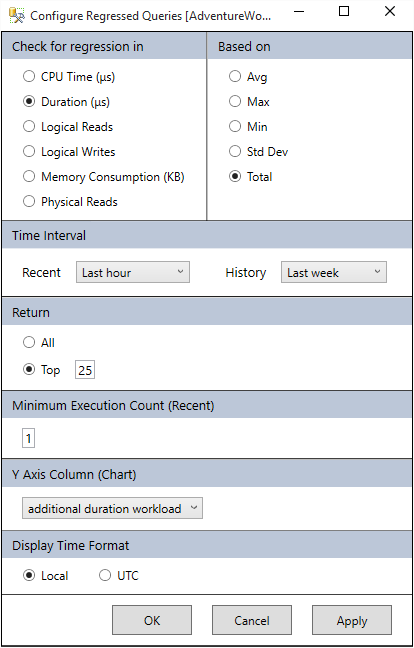 Configure Regressed Queries [AdventureWo...
Check for regression in
Based on
CPU Time (µs)
Avg
Duration (µs)
Max
Logical Reads
Min
Logical Writes
Std Dev
Memory Consumption (KB)
Total
Physical Reads
Time Interval
Recent Last hour History Last week
Return
All
Top 25
Minimum Execution Count (Recent)
1
Y Axis Column (Chart)
additional duration workload
Display Time Format
Local UTC
OK Cancel Apply